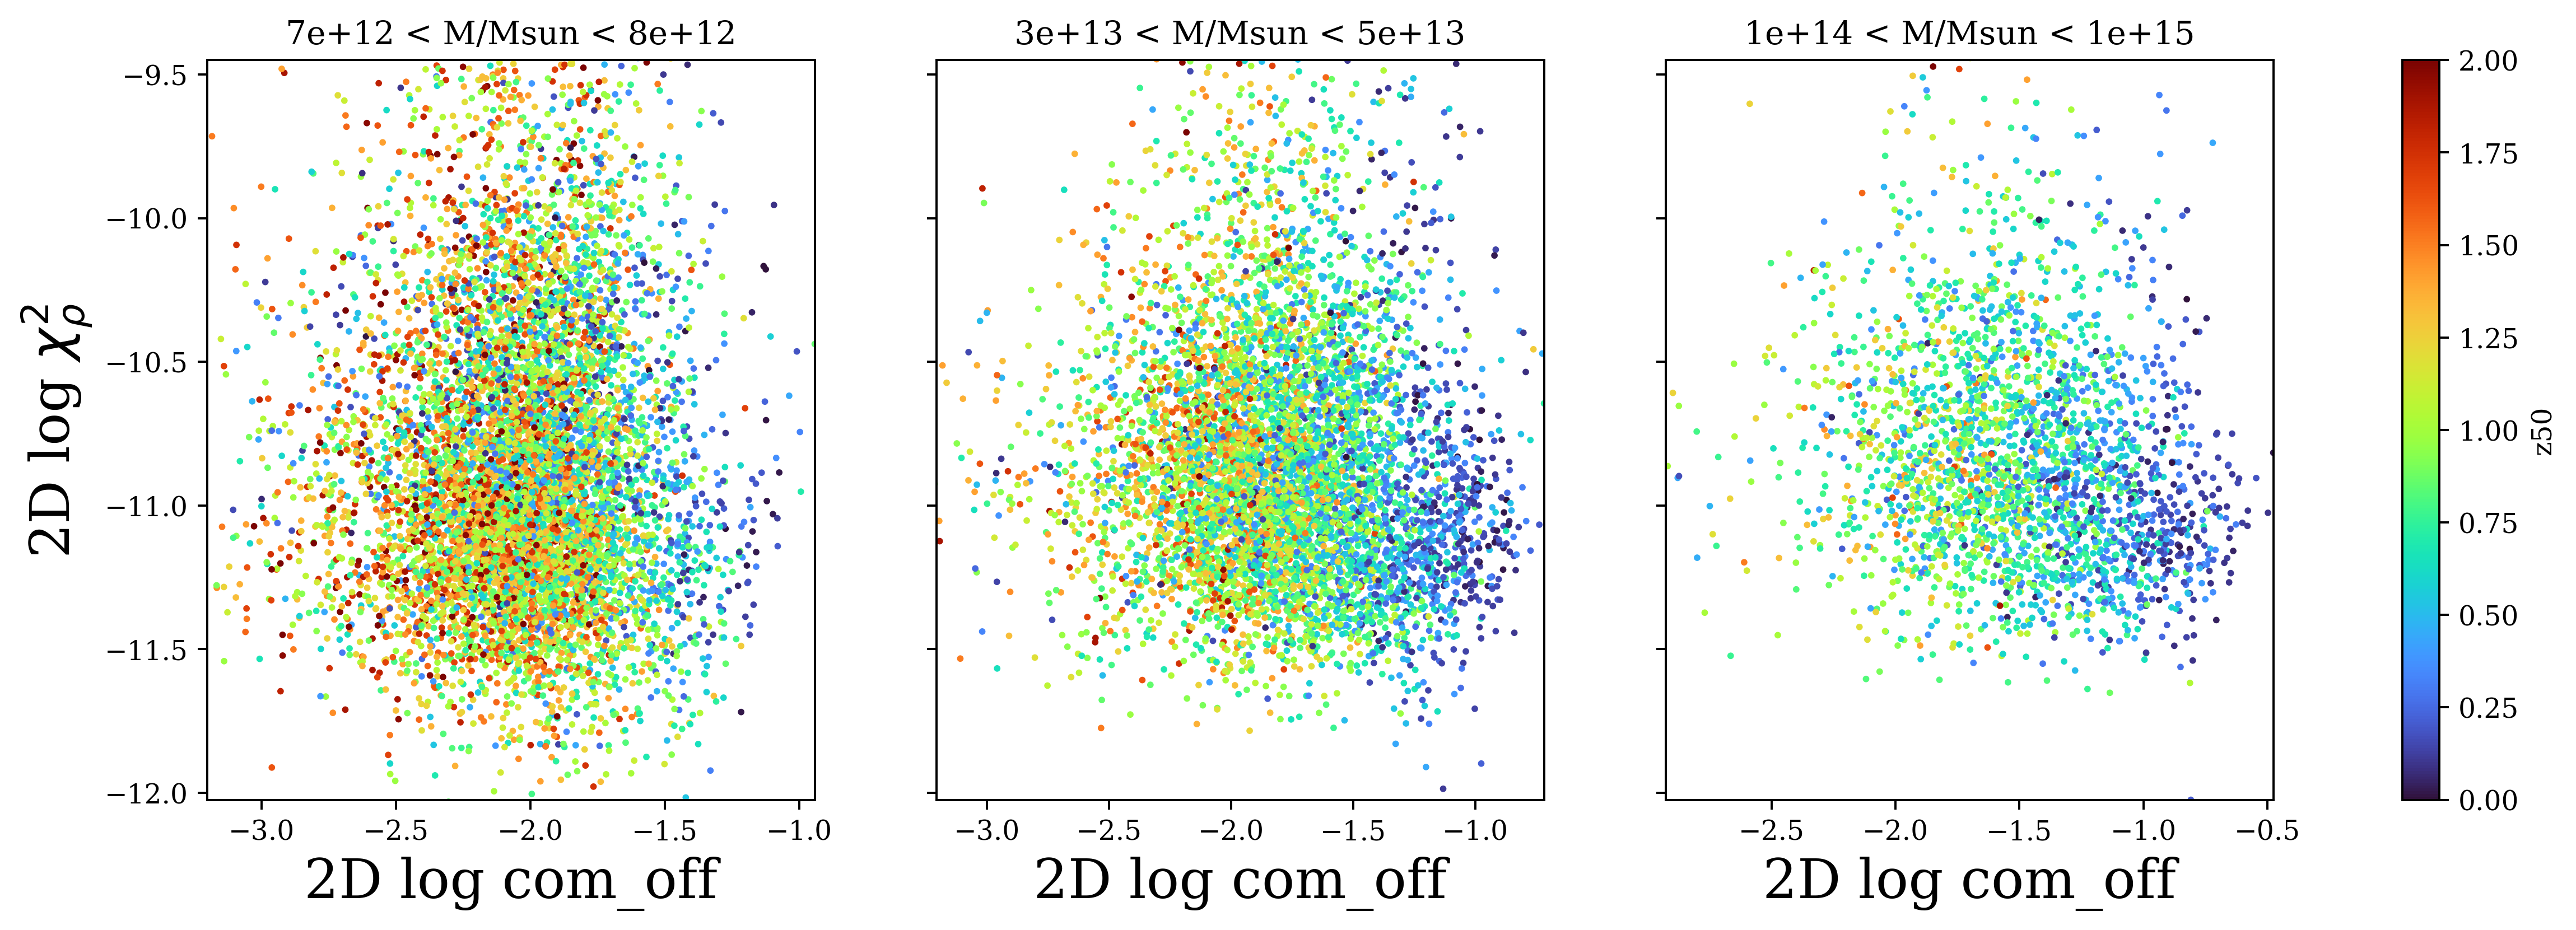 7e+12 < M/Msun < 8e+12
3e+13 < M/Msun < 5e+13
1e+14 < M/Msun < 1e+15
2D log χ²ρ
−9.5
−10.0
−10.5
−11.0
−11.5
−12.0
−3.0 −2.5 −2.0 −1.5 −1.0
−3.0 −2.5 −2.0 −1.5 −1.0
−2.5 −2.0 −1.5 −1.0 −0.5
2D log com_off
2D log com_off
2D log com_off
2.00
1.75
1.50
1.25
1.00
0.75
0.50
0.25
0.00
z50